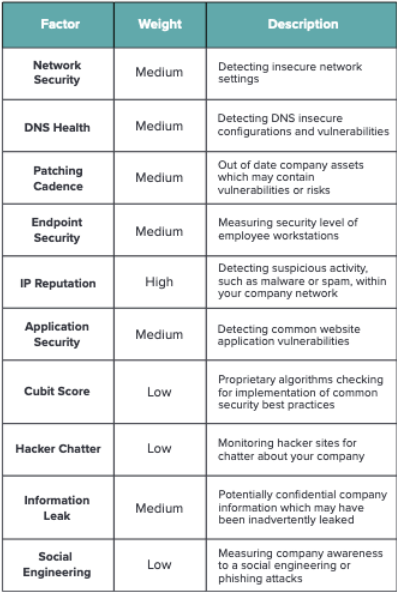 Factor Weight Description
Network Security Medium Detecting insecure network
settings
DNS Health Medium Detecting DNS insecure
configurations and vulnerabilities
Patching Cadence Medium Out of date company assets
which may contain
vulnerabilities or risks
Endpoint Security Medium Measuring security level of
employee workstations
IP Reputation High Detecting suspicious activity,
such as malware or spam, within
your company network
Application Security Medium Detecting common website
application vulnerabilities
Cubit Score Low Proprietary algorithms checking
for implementation of common
security best practices
Hacker Chatter Low Monitoring hacker sites for
chatter about your company
Information Leak Medium Potentially confidential company
information which may have
been inadvertently leaked
Social Engineering Low Measuring company awareness
to a social engineering or
phishing attacks